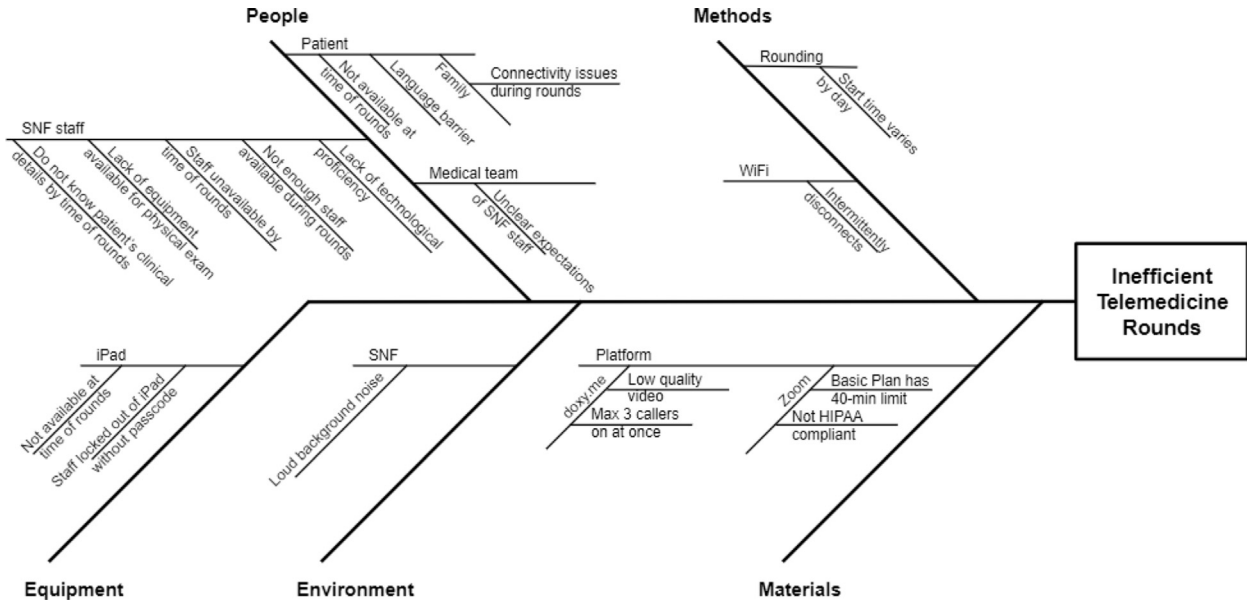 People
Methods
Patient
Not available at
time of rounds
Language barrier
Family
Connectivity issues
during rounds
SNF staff
Do not know patient's clinical
details by time of rounds
Lack of equipment
available for physical exam
Staff unavailable by
time of rounds
Not enough staff
available during rounds
Lack of technological
proficiency
Medical team
Unclear expectations
of SNF staff
Rounding
Start time varies
by day
WiFi
Intermittently
disconnects
Inefficient
Telemedicine
Rounds
iPad
Not available at
time of rounds
Staff locked out of iPad
without passcode
SNF
Loud background noise
Platform
doxy.me
Low quality
video
Max 3 callers
on at once
Zoom
Basic Plan has
40-min limit
Not HIPAA
compliant
Equipment
Environment
Materials